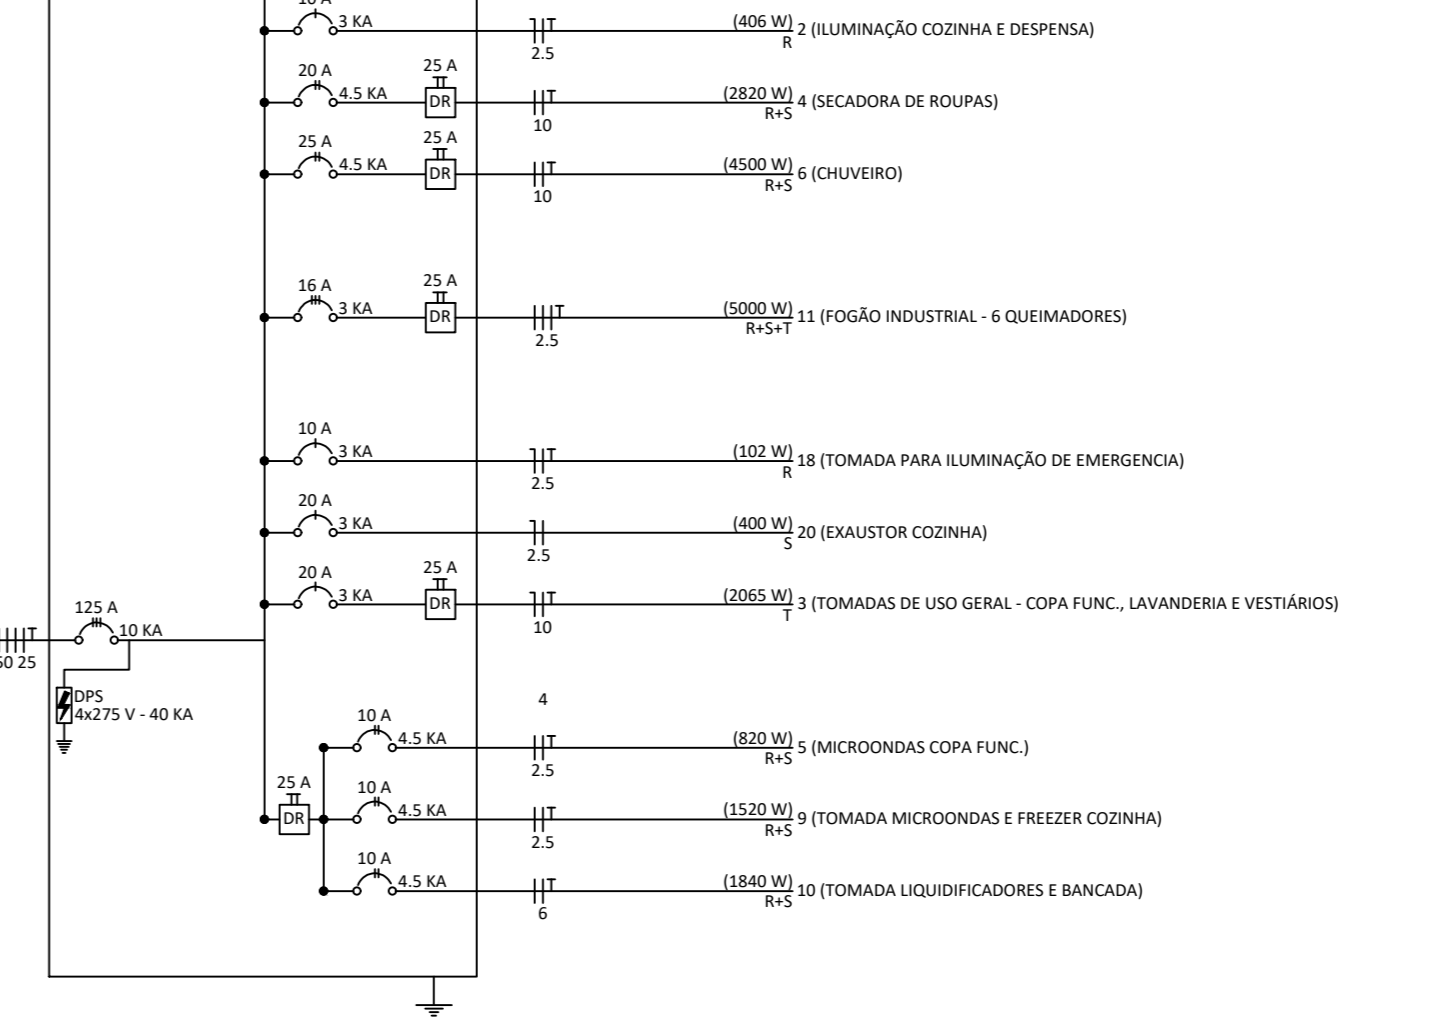 3 KA
(406 W) 2 (ILUMINAÇÃO COZINHA E DESPENSA)
R
2.5
20 A
25 A
4.5 KA
DR
(2820 W) 4 (SECADORA DE ROUPAS)
R+S
10
25 A
25 A
4.5 KA
DR
(4500 W) 6 (CHUVEIRO)
R+S
10
16 A
25 A
3 KA
DR
(5000 W) 11 (FOGÃO INDUSTRIAL - 6 QUEIMADORES)
R+S+T
2.5
10 A
3 KA
(102 W) 18 (TOMADA PARA ILUMINAÇÃO DE EMERGENCIA)
R
2.5
20 A
3 KA
(400 W) 20 (EXAUSTOR COZINHA)
S
2.5
20 A
25 A
3 KA
DR
(2065 W) 3 (TOMADAS DE USO GERAL - COPA FUNC., LAVANDERIA E VESTIÁRIOS)
T
10
125 A
10 KA
25
DPS
4x275 V - 40 KA
4
10 A
4.5 KA
(820 W) 5 (MICROONDAS COPA FUNC.)
R+S
2.5
25 A
DR
10 A
4.5 KA
(1520 W) 9 (TOMADA MICROONDAS E FREEZER COZINHA)
R+S
2.5
10 A
4.5 KA
(1840 W) 10 (TOMADA LIQUIDIFICADORES E BANCADA)
R+S
6